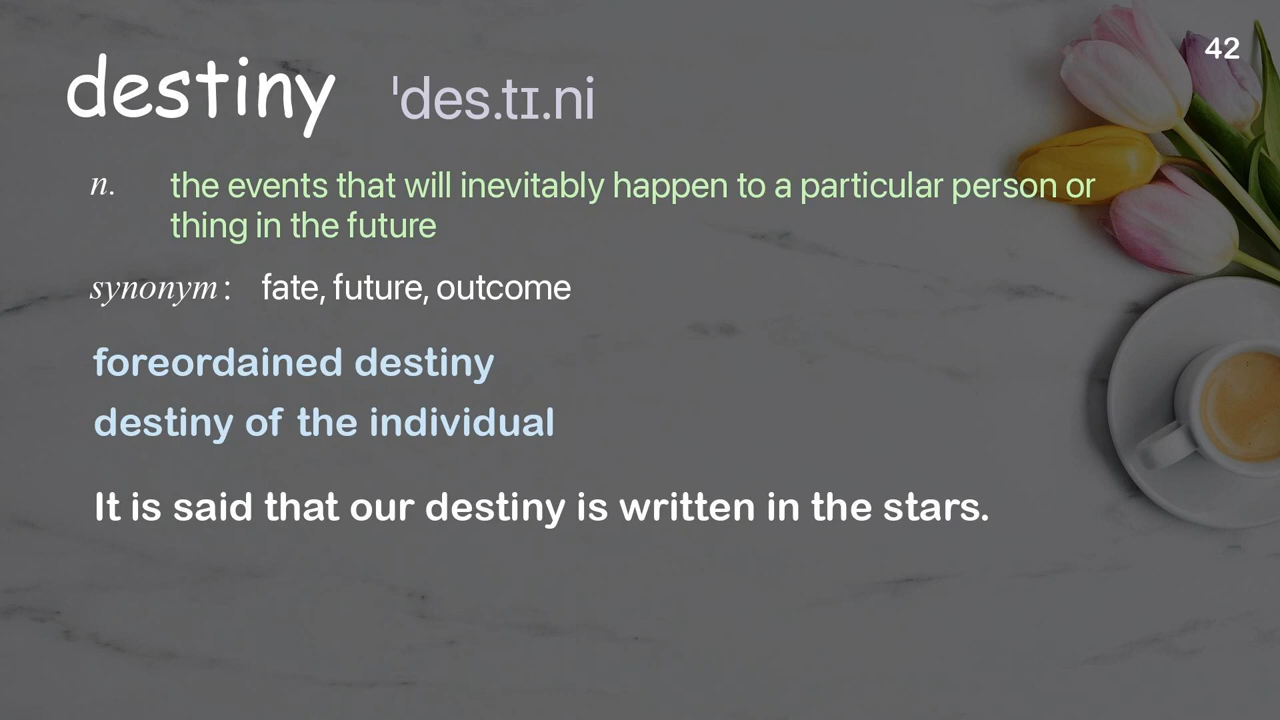 42
destiny ˈdes.tɪ.ni
n. the events that will inevitably happen to a particular person or
thing in the future
synonym: fate, future, outcome
foreordained destiny
destiny of the individual
It is said that our destiny is written in the stars.